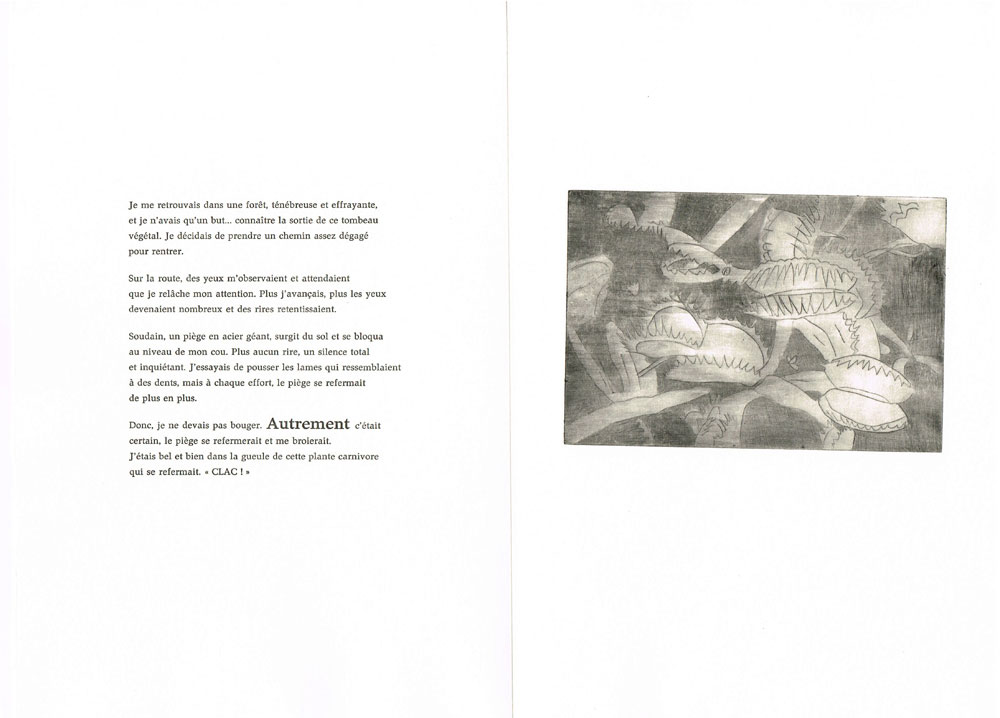 Je me retrouvais dans une forêt, ténébreuse et effrayante,
et je n'avais qu'un but... connaître la sortie de ce tombeau
végétal. Je décidais de prendre un chemin assez dégagé
pour rentrer.
Sur la route, des yeux m'observaient et attendaient
que je relâche mon attention. Plus j'avançais, plus les yeux
devenaient nombreux et des rires retentissaient.
Soudain, un piège en acier géant, surgit du sol et se bloqua
au niveau de mon cou. Plus aucun rire, un silence total
et inquiétant. J'essayais de pousser les lames qui ressemblaient
à des dents, mais à chaque effort, le piège se refermait
de plus en plus.
Donc, je ne devais pas bouger. Autrement c'était
certain, le piège se refermerait et me broierait.
J'étais bel et bien dans la gueule de cette plante carnivore
qui se refermait. « CLAC ! »